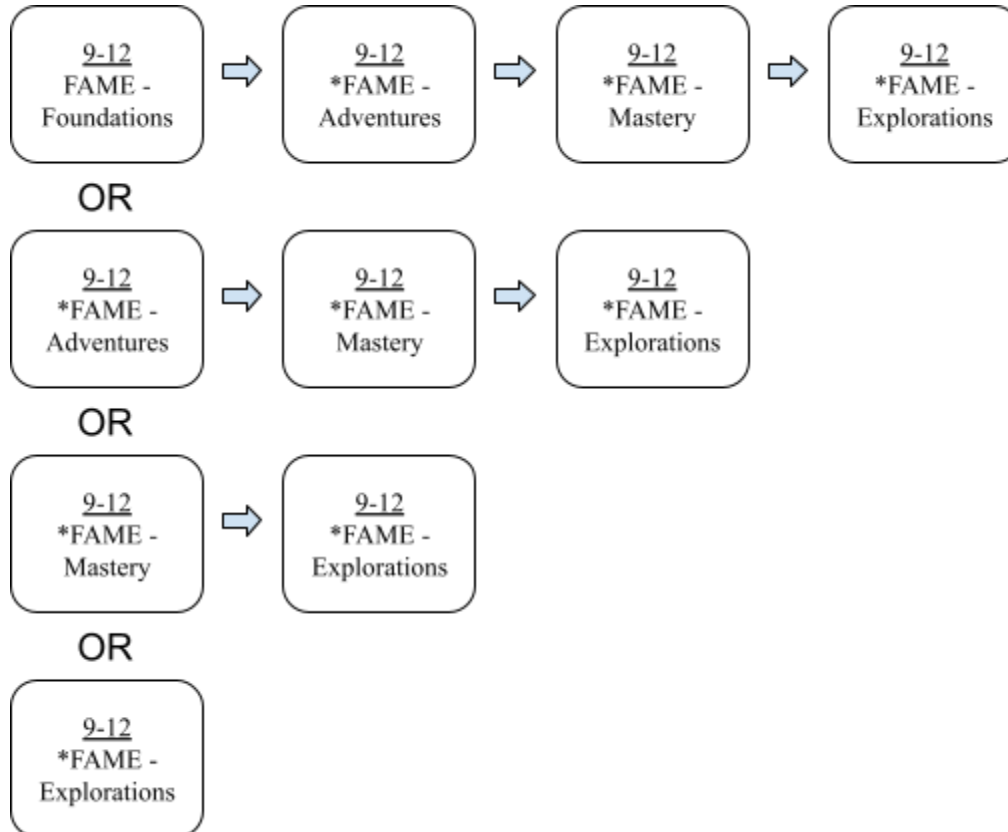 9-12
FAME -
Foundations
9-12
*FAME -
Adventures
9-12
*FAME -
Mastery
9-12
*FAME -
Explorations
OR
9-12
*FAME -
Adventures
9-12
*FAME -
Mastery
9-12
*FAME -
Explorations
OR
9-12
*FAME -
Mastery
9-12
*FAME -
Explorations
OR
9-12
*FAME -
Explorations